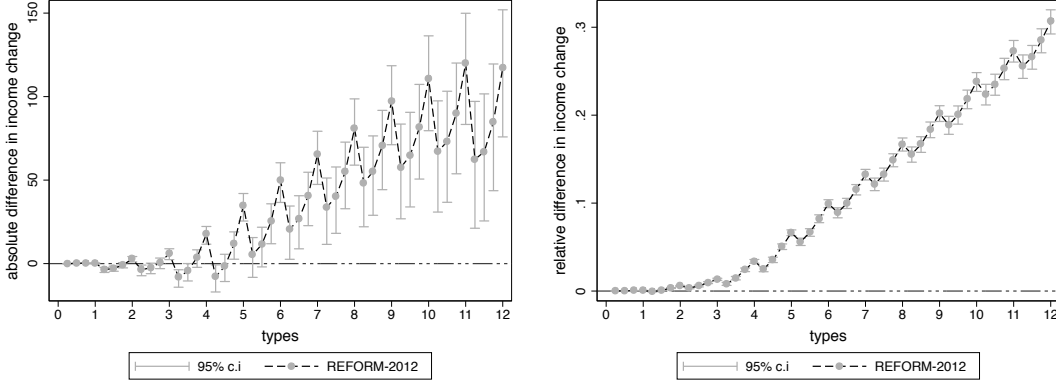 absolute difference in income change
150
100
50
0
0 1 2 3 4 5 6 7 8 9 10 11 12
types
95% c.i REFORM-2012
relative difference in income change
.3
.2
.1
0
0 1 2 3 4 5 6 7 8 9 10 11 12
types
95% c.i REFORM-2012